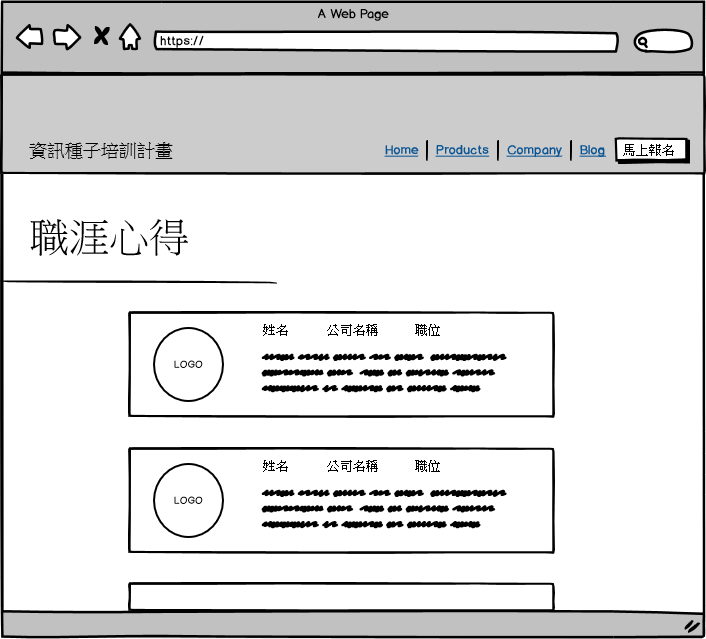 A Web Page
https://
資訊種子培訓計畫
Home Products Company Blog 馬上報名
職涯心得
LOGO
姓名 公司名稱 職位
LOGO
姓名 公司名稱 職位